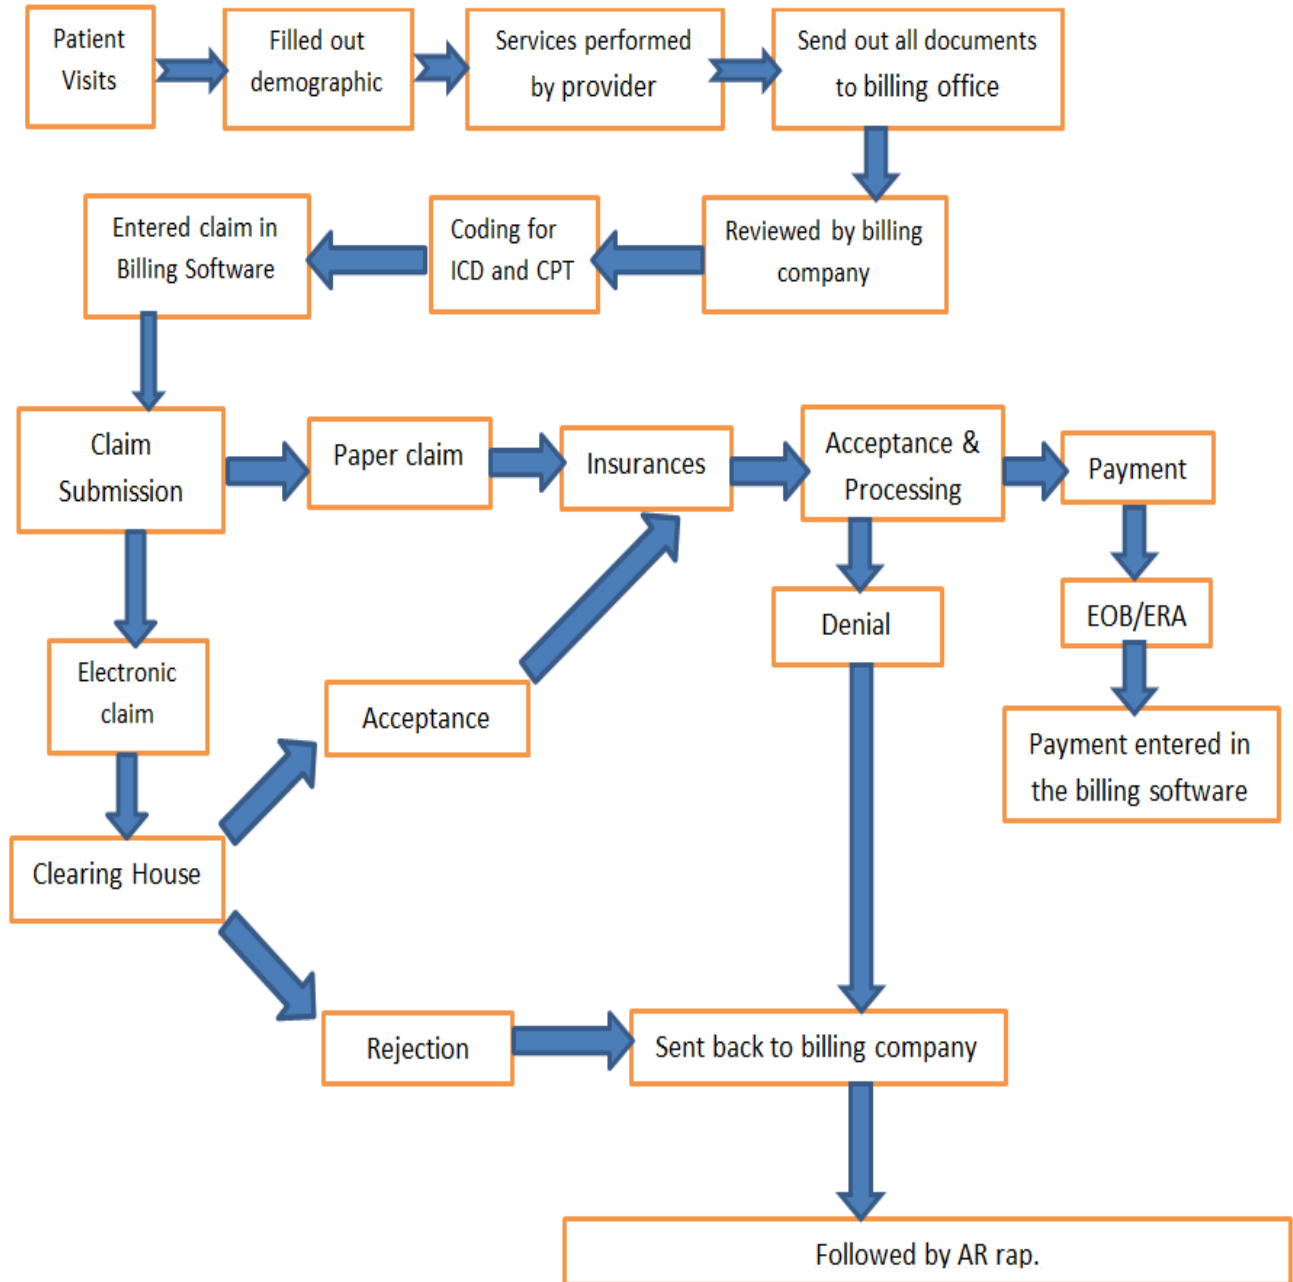 Patient
Visits
Filled out
demographic
Services performed
by provider
Send out all documents
to billing office
Reviewed by billing
company
Coding for
ICD and CPT
Entered claim in
Billing Software
Claim
Submission
Paper claim
Insurances
Acceptance &
Processing
Payment
Denial
EOB/ERA
Electronic
claim
Acceptance
Payment entered in
the billing software
Clearing House
Rejection
Sent back to billing company
Followed by AR rap.